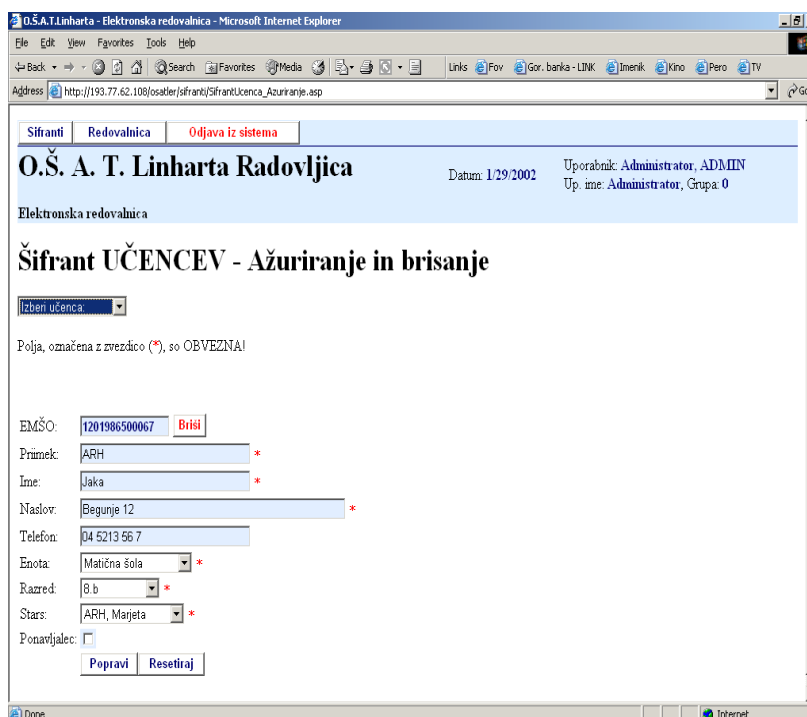 O.Š.A.T.Linharta - Elektronska redovalnica - Microsoft Internet Explorer
File Edit View Favorites Tools Help
Back Search Favorites Media Links Fov Gor. banka - LINK Imenik Kino Pero TV
Address http://193.77.62.108/osatler/sifranti/SifrantUcenca_Azuriranje.asp Go
Sifranti Redovalnica Odjava iz sistema
O.Š. A. T. Linharta Radovljica Datum: 1/29/2002 Uporabnik: Administrator, ADMIN
Up. ime: Administrator, Grupa: 0
Elektronska redovalnica
Šifrant UČENCEV - Ažuriranje in brisanje
Izberi učenca:
Polja, označena z zvezdico (*), so OBVEZNA!
EMŠO: 1201986500067 Briši
Priimek: ARH *
Ime: Jaka *
Naslov: Begunje 12 *
Telefon: 04 5213 56 7
Enota: Matična šola *
Razred: 8.b *
Stars: ARH, Marjeta *
Ponavljalec:
Popravi Resetiraj
Done Internet